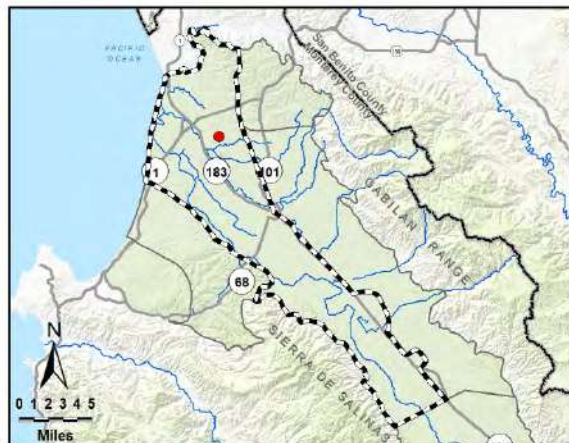 PACIFIC
OCEAN
1
San Benito County
Monterey County
1
183
101
GABILAN RANGE
68
SIERRA DE SALINAS
N
0 1 2 3 4 5
Miles